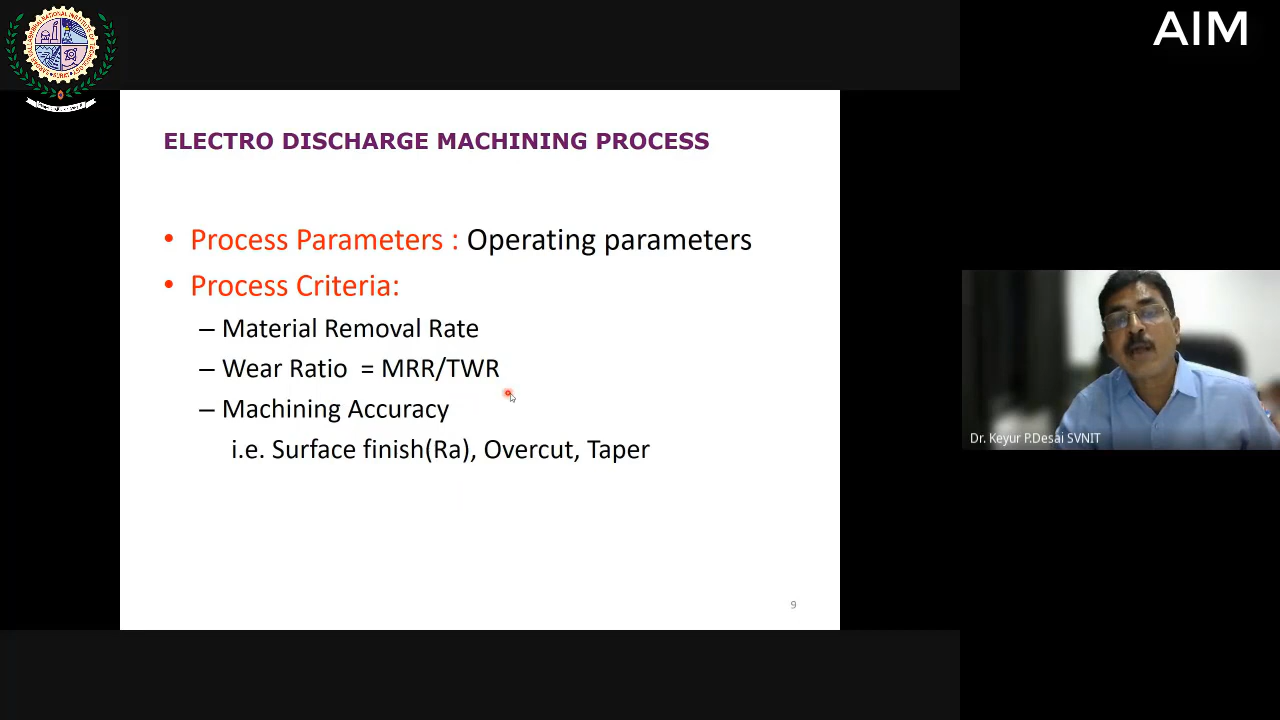 AIM
ELECTRO DISCHARGE MACHINING PROCESS
• Process Parameters : Operating parameters
• Process Criteria:
– Material Removal Rate
– Wear Ratio = MRR/TWR
– Machining Accuracy
i.e. Surface finish(Ra), Overcut, Taper
Dr. Keyur P.Desai SVNIT
9